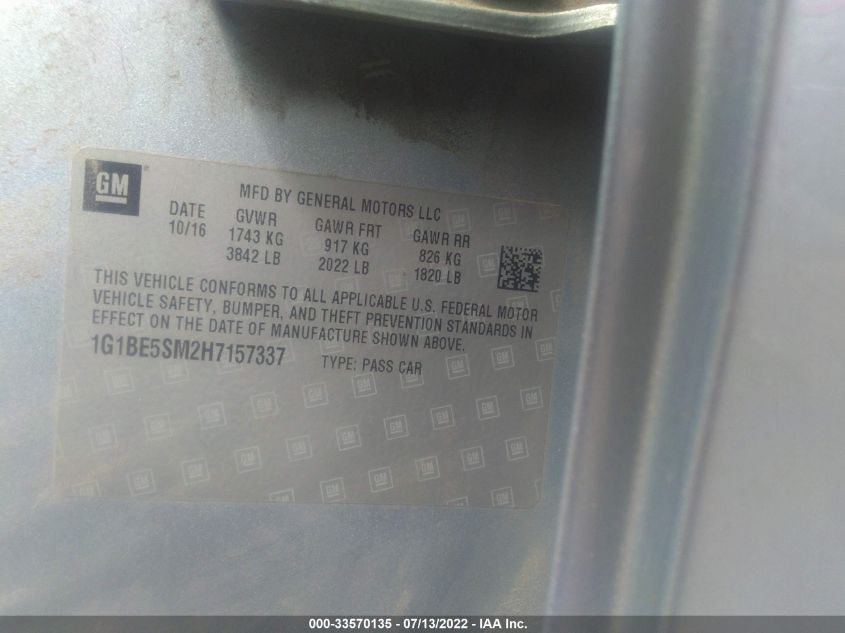 GM
MFD BY GENERAL MOTORS LLC
DATE GVWR GAWR FRT GAWR RR
10/16 1743 KG 917 KG 826 KG
3842 LB 2022 LB 1820 LB
THIS VEHICLE CONFORMS TO ALL APPLICABLE U.S. FEDERAL MOTOR
VEHICLE SAFETY, BUMPER, AND THEFT PREVENTION STANDARDS IN
EFFECT ON THE DATE OF MANUFACTURE SHOWN ABOVE.
1G1BE5SM2H7157337 TYPE: PASS CAR
000-33570135 - 07/13/2022 - IAA Inc.